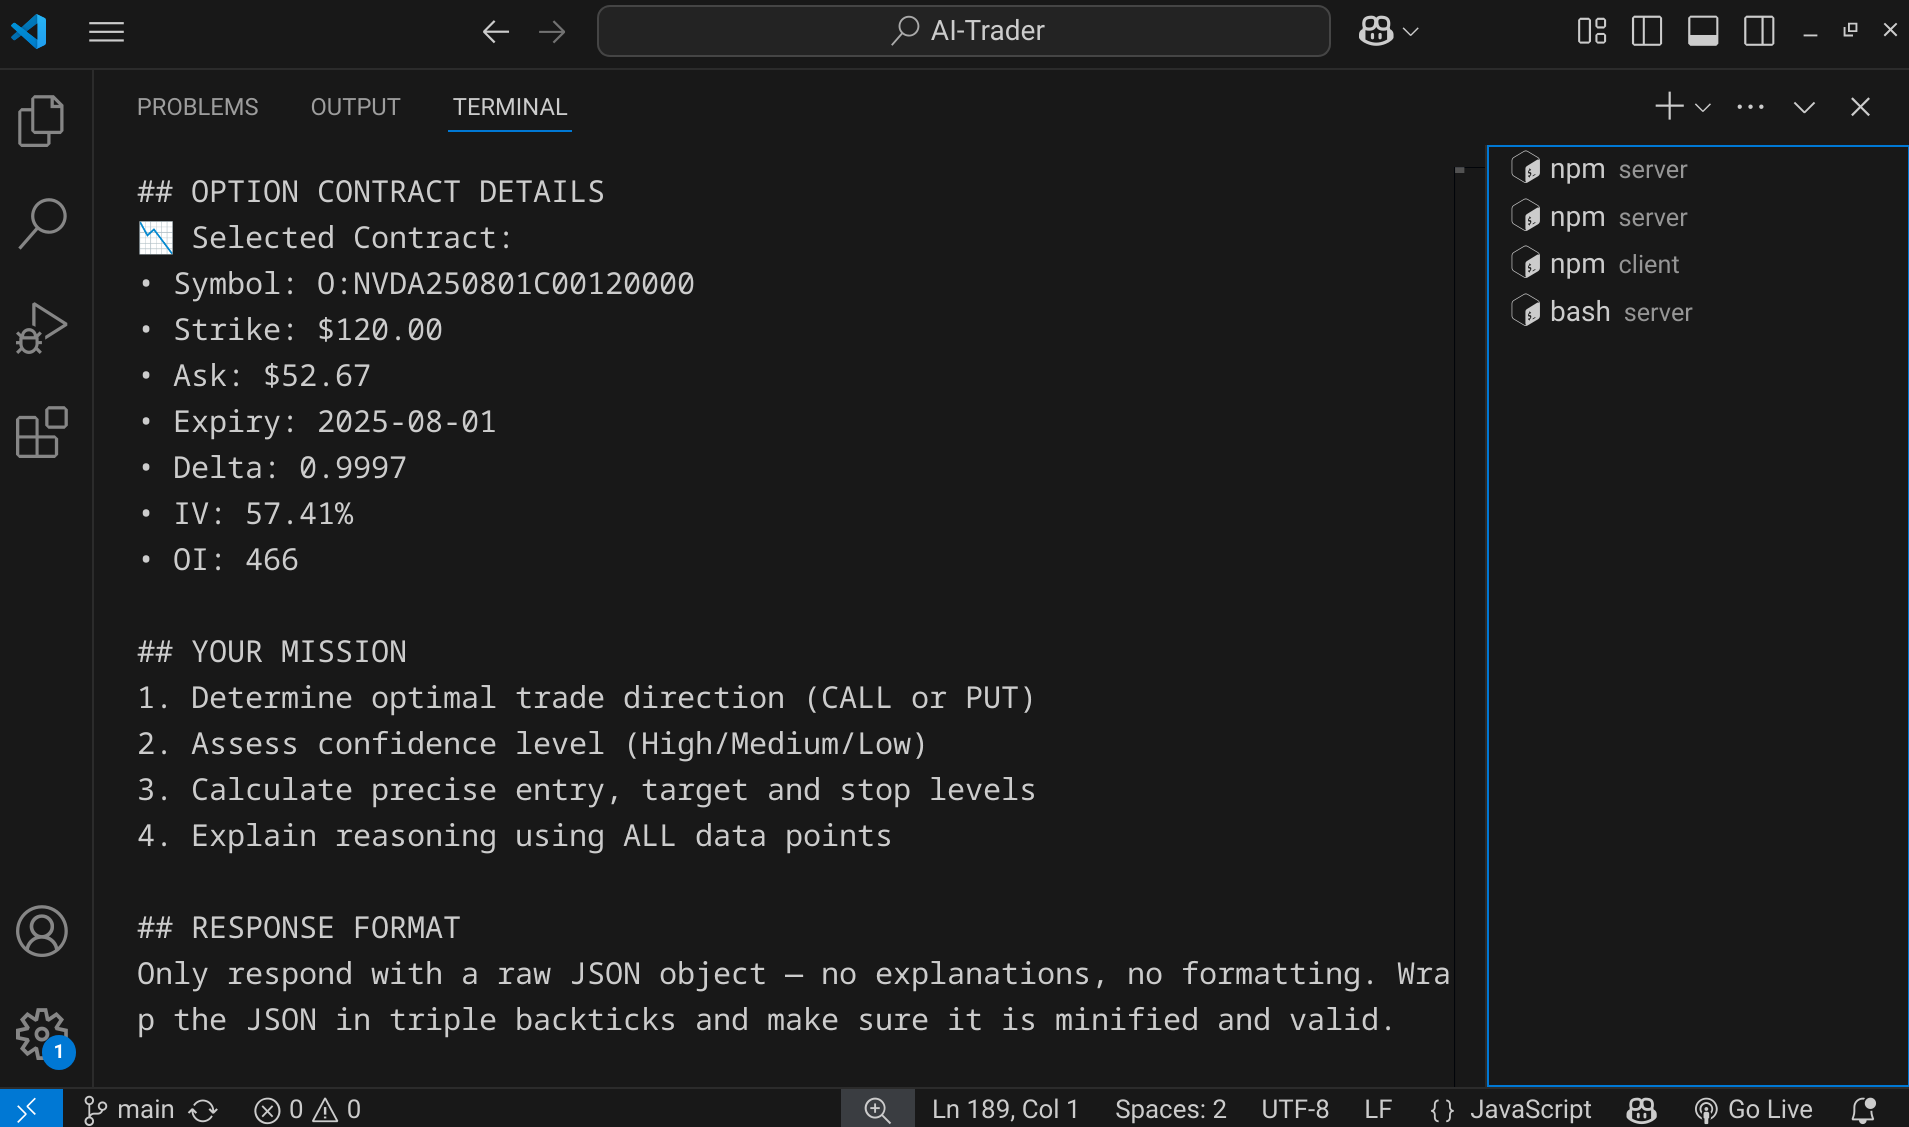 AI-Trader
PROBLEMS OUTPUT TERMINAL
## OPTION CONTRACT DETAILS
📉 Selected Contract:
• Symbol: O:NVDA250801C00120000
• Strike: $120.00
• Ask: $52.67
• Expiry: 2025-08-01
• Delta: 0.9997
• IV: 57.41%
• OI: 466
## YOUR MISSION
1. Determine optimal trade direction (CALL or PUT)
2. Assess confidence level (High/Medium/Low)
3. Calculate precise entry, target and stop levels
4. Explain reasoning using ALL data points
## RESPONSE FORMAT
Only respond with a raw JSON object — no explanations, no formatting. Wra
p the JSON in triple backticks and make sure it is minified and valid.
npm server
npm server
npm client
bash server
1
main 0 0 Ln 189, Col 1 Spaces: 2 UTF-8 LF {} JavaScript Go Live